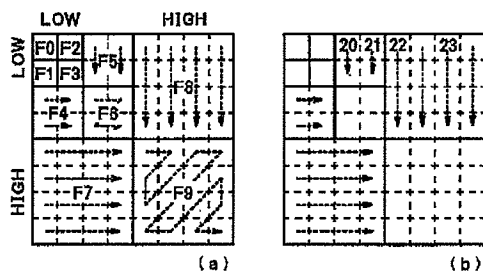 LOW HIGH
LOW
HIGH
F0 F2 F5
F1 F3
F8
F4 F6
F7 F9
(a)
20 21 22 23
(b)